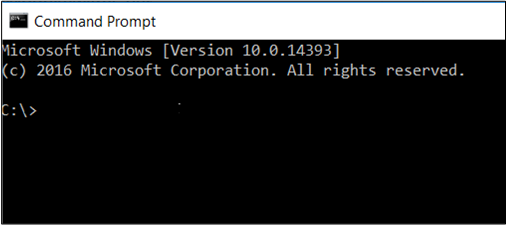 Command Prompt
Microsoft Windows [Version 10.0.14393]
(c) 2016 Microsoft Corporation. All rights reserved.
C:\>